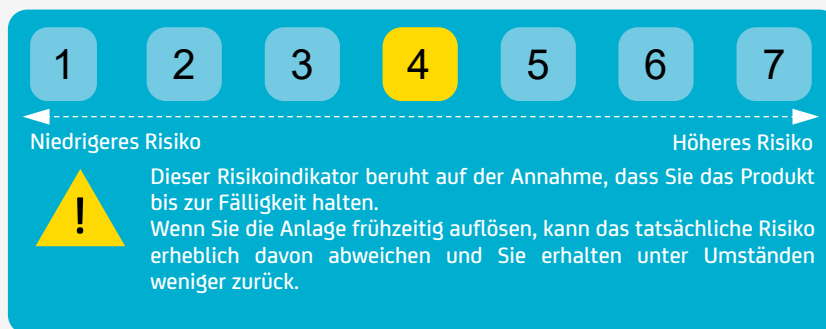 1 2 3 4 5 6 7
Niedrigeres Risiko Höheres Risiko
!
Dieser Risikoindikator beruht auf der Annahme, dass Sie das Produkt
bis zur Fälligkeit halten.
Wenn Sie die Anlage frühzeitig auflösen, kann das tatsächliche Risiko
erheblich davon abweichen und Sie erhalten unter Umständen
weniger zurück.